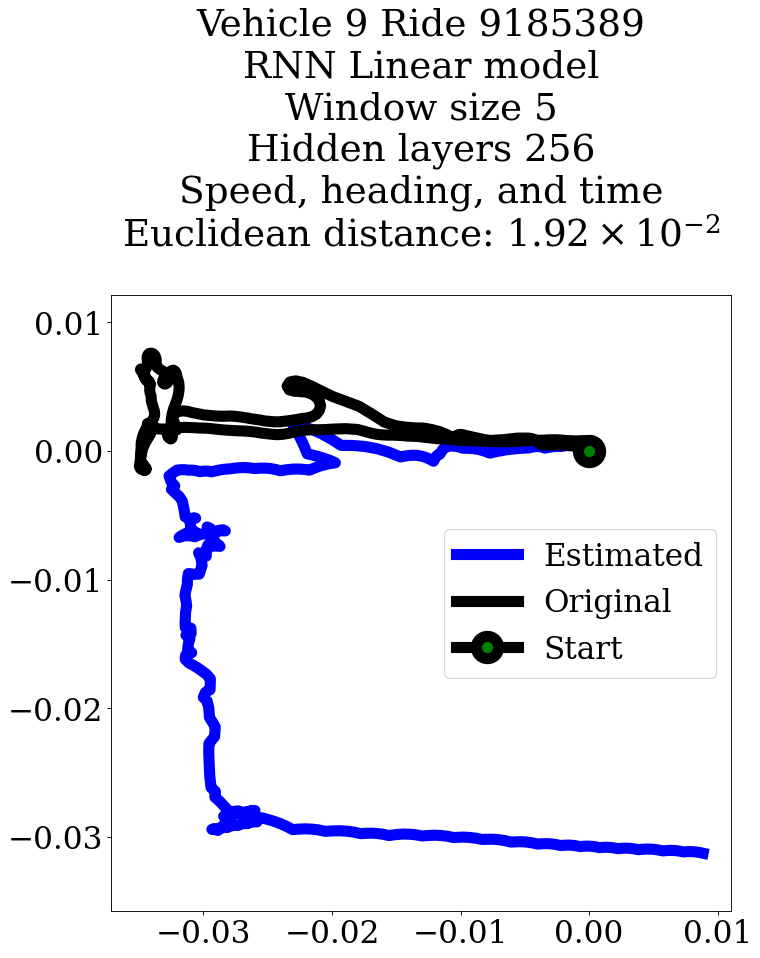 Vehicle 9 Ride 9185389
RNN Linear model
Window size 5
Hidden layers 256
Speed, heading, and time
Euclidean distance: 1.92 × 10⁻²
0.01
0.00
−0.01
−0.02
−0.03
Estimated
Original
Start
−0.03 −0.02 −0.01 0.00 0.01